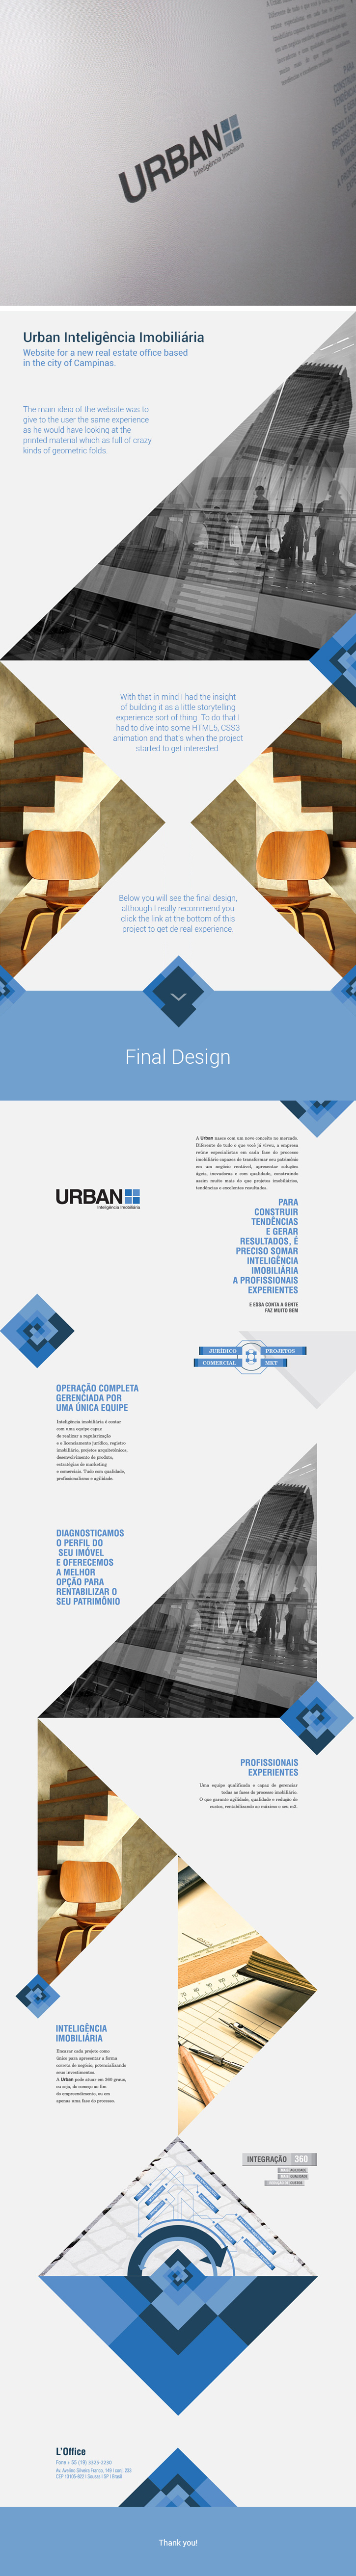 URBAN
Inteligência Imobiliária
Urban Inteligência Imobiliária
Website for a new real estate office based
in the city of Campinas.
The main ideia of the website was to
give to the user the same experience
as he would have looking at the
printed material which as full of crazy
kinds of geometric folds.
With that in mind I had the insight
of building it as a little storytelling
experience sort of thing. To do that I
had to dive into some HTML5, CSS3
animation and that's when the project
started to get interested.
Below you will see the final design,
although I really recommend you
click the link at the bottom of this
project to get de real experience.
Final Design
A Urban nasce com um novo conceito no mercado.
Diferente de tudo o que você já viveu, a empresa
reúne especialistas em cada fase do processo
imobiliário capazes de transformar seu patrimônio
em um negócio rentável, apresentar soluções
ágeis, inovadoras e com qualidade, construindo
assim muito mais do que projetos imobiliários,
tendências e excelentes resultados.
URBAN
Inteligência Imobiliária
PARA
CONSTRUIR
TENDÊNCIAS
E GERAR
RESULTADOS, É
PRECISO SOMAR
INTELIGÊNCIA
IMOBILIÁRIA
A PROFISSIONAIS
EXPERIENTES
E ESSA CONTA A GENTE
FAZ MUITO BEM
JURÍDICO PROJETOS
COMERCIAL MKT
OPERAÇÃO COMPLETA
GERENCIADA POR
UMA ÚNICA EQUIPE
Inteligência imobiliária é contar
com uma equipe capaz
de realizar a regularização
e o licenciamento jurídico, registro
imobiliário, projetos arquitetônicos,
desenvolvimento de produto,
estratégias de marketing
e comerciais. Tudo com qualidade,
profissionalismo e agilidade.
DIAGNOSTICAMOS
O PERFIL DO
SEU IMÓVEL
E OFERECEMOS
A MELHOR
OPÇÃO PARA
RENTABILIZAR O
SEU PATRIMÔNIO
PROFISSIONAIS
EXPERIENTES
Uma equipe qualificada e capaz de gerenciar
todas as fases do processo imobiliário.
O que garante agilidade, qualidade e redução de
custos, rentabilizando ao máximo o seu m2.
INTELIGÊNCIA
IMOBILIÁRIA
Encarar cada projeto como
único para apresentar a forma
correta do negócio, potencializando
seus investimentos.
A Urban pode atuar em 360 graus,
ou seja, do começo ao fim
do empreendimento, ou em
apenas uma fase do processo.
INTEGRAÇÃO 360
L'Office
Fone + 55 (19) 3325-2230
Thank you!